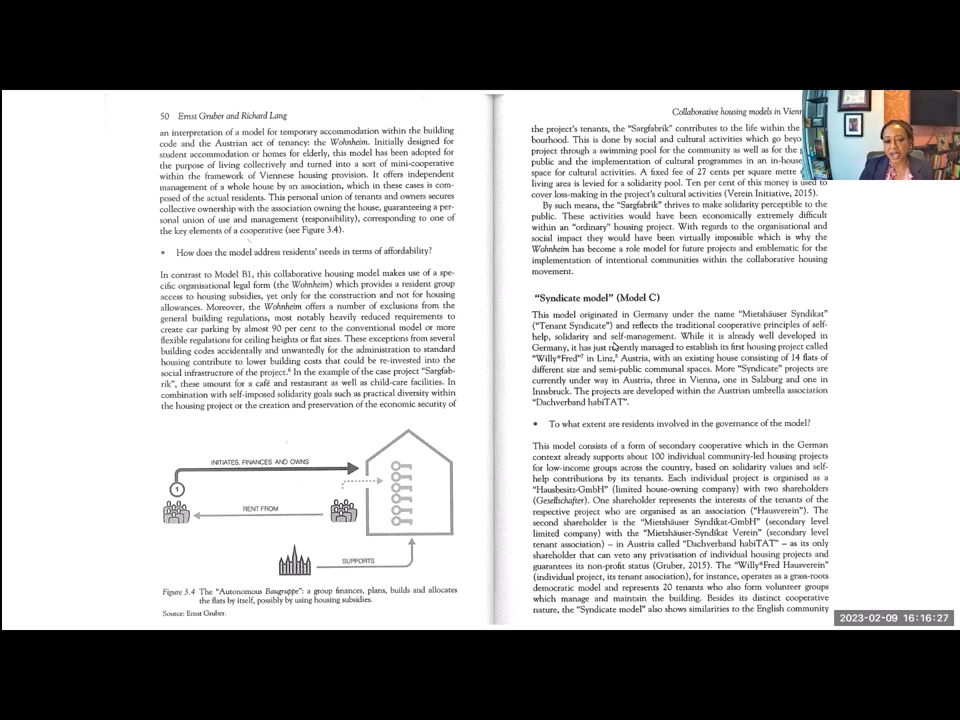 50 Ernst Gruber and Richard Lang
an interpretation of a model for temporary accommodation within the building
code and the Austrian act of tenancy: the Wohnheim. Initially designed for
student accommodation or homes for elderly, this model has been adopted for
the purpose of living collectively and turned into a sort of mini-cooperative
within the framework of Viennese housing provision. It offers independent
management of a whole house by an association, which in these cases is com-
posed of the actual residents. This personal union of tenants and owners secures
collective ownership with the association owning the house, guaranteeing a per-
sonal union of use and management (responsibility), corresponding to one of
the key elements of a cooperative (see Figure 3.4).
• How does the model address residents' needs in terms of affordability?
In contrast to Model B1, this collaborative housing model makes use of a spe-
cific organisational legal form (the Wohnheim) which provides a resident group
access to housing subsidies, yet only for the construction and not for housing
allowances. Moreover, the Wohnheim offers a number of exclusions from the
general building regulations, most notably heavily reduced requirements to
create car parking by almost 90 per cent to the conventional model or more
flexible regulations for ceiling heights or flat sizes. These exceptions from several
building codes accidentally and unwantedly for the administration to standard
housing contribute to lower building costs that could be re-invested into the
social infrastructure of the project.6 In the example of the case project "Sargfab-
rik", these amount for a café and restaurant as well as child-care facilities. In
combination with self-imposed solidarity goals such as practical diversity within
the housing project or the creation and preservation of the economic security of
INITIATES, FINANCES AND OWNS
1
RENT FROM
SUPPORTS
Figure 3.4 The "Autonomous Baugruppe": a group finances, plans, builds and allocates
the flats by itself, possibly by using housing subsidies.
Source: Ernst Gruber.
Collaborative housing models in Vien
the project's tenants, the "Sargfabrik" contributes to the life within the
bourhood. This is done by social and cultural activities which go beyo
project through a swimming pool for the community as well as for the
public and the implementation of cultural programmes in an in-house
space for cultural activities. A fixed fee of 27 cents per square metre
living area is levied for a solidarity pool. Ten per cent of this money is used to
cover loss-making in the project's cultural activities (Verein Initiative, 2015).
By such means, the "Sargfabrik" thrives to make solidarity perceptible to the
public. These activities would have been economically extremely difficult
within an "ordinary" housing project. With regards to the organisational and
social impact they would have been virtually impossible which is why the
Wohnheim has become a role model for future projects and emblematic for the
implementation of intentional communities within the collaborative housing
movement.
"Syndicate model" (Model C)
This model originated in Germany under the name "Mietshäuser Syndikat"
("Tenant Syndicate") and reflects the traditional cooperative principles of self-
help, solidarity and self-management. While it is already well developed in
Germany, it has just recently managed to establish its first housing project called
"Willy*Fred"7 in Linz,8 Austria, with an existing house consisting of 14 flats of
different size and semi-public communal spaces. More "Syndicate" projects are
currently under way in Austria, three in Vienna, one in Salzburg and one in
Innsbruck. The projects are developed within the Austrian umbrella association
"Dachverband habiTAT".
• To what extent are residents involved in the governance of the model?
This model consists of a form of secondary cooperative which in the German
context already supports about 100 individual community-led housing projects
for low-income groups across the country, based on solidarity values and self-
help contributions by its tenants. Each individual project is organised as a
"Hausbesitz-GmbH" (limited house-owning company) with two shareholders
(Gesellschafter). One shareholder represents the interests of the tenants of the
respective project who are organised as an association ("Hausverein"). The
second shareholder is the "Mietshäuser Syndikat-GmbH" (secondary level
limited company) with the "Mietshäuser-Syndikat Verein" (secondary level
tenant association) – in Austria called "Dachverband habiTAT" – as its only
shareholder that can veto any privatisation of individual housing projects and
guarantees its non-profit status (Gruber, 2015). The "Willy*Fred Hausverein"
(individual project, its tenant association), for instance, operates as a grass-roots
democratic model and represents 20 tenants who also form volunteer groups
which manage and maintain the building. Besides its distinct cooperative
nature, the "Syndicate model" also shows similarities to the English community
2023-02-09 16:16:27